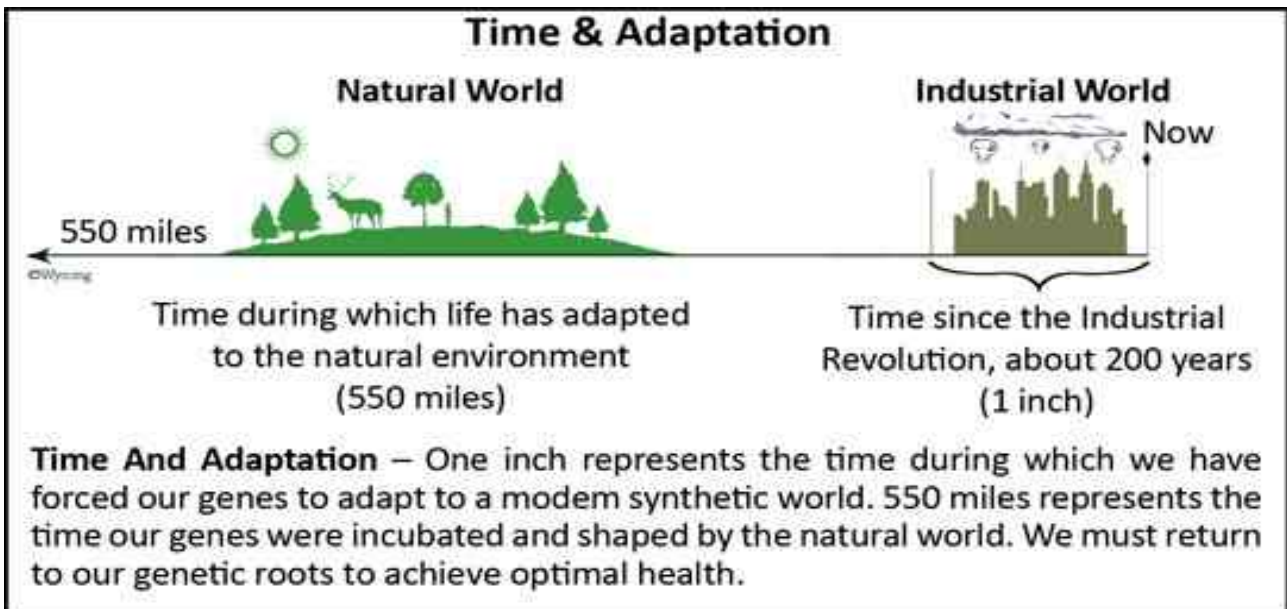 Time & Adaptation
Natural World
Industrial World
Now
550 miles
©Wysong
Time during which life has adapted
to the natural environment
(550 miles)
Time since the Industrial
Revolution, about 200 years
(1 inch)
Time And Adaptation – One inch represents the time during which we have
forced our genes to adapt to a modem synthetic world. 550 miles represents the
time our genes were incubated and shaped by the natural world. We must return
to our genetic roots to achieve optimal health.